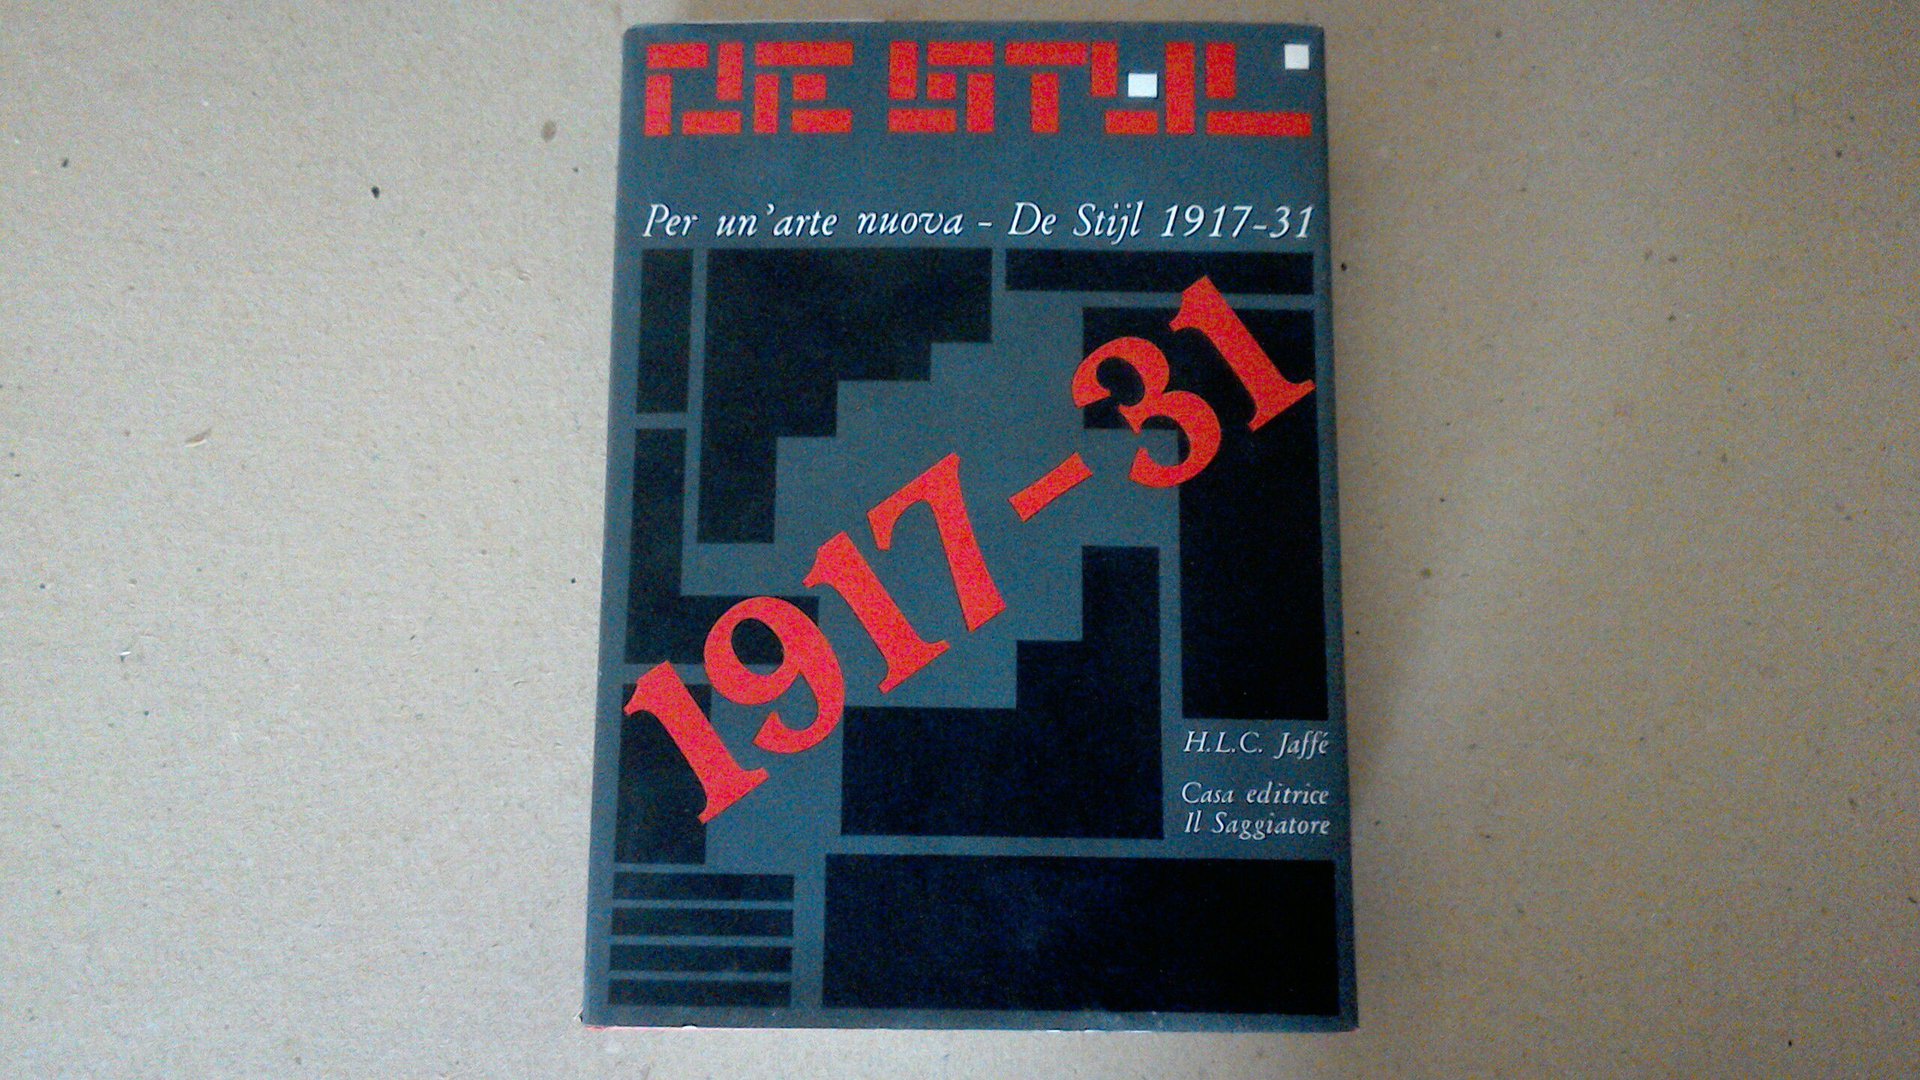 DE STIJL
Per un'arte nuova - De Stijl 1917-31
1917-31
H.L.C. Jaffé
Casa editrice
Il Saggiatore